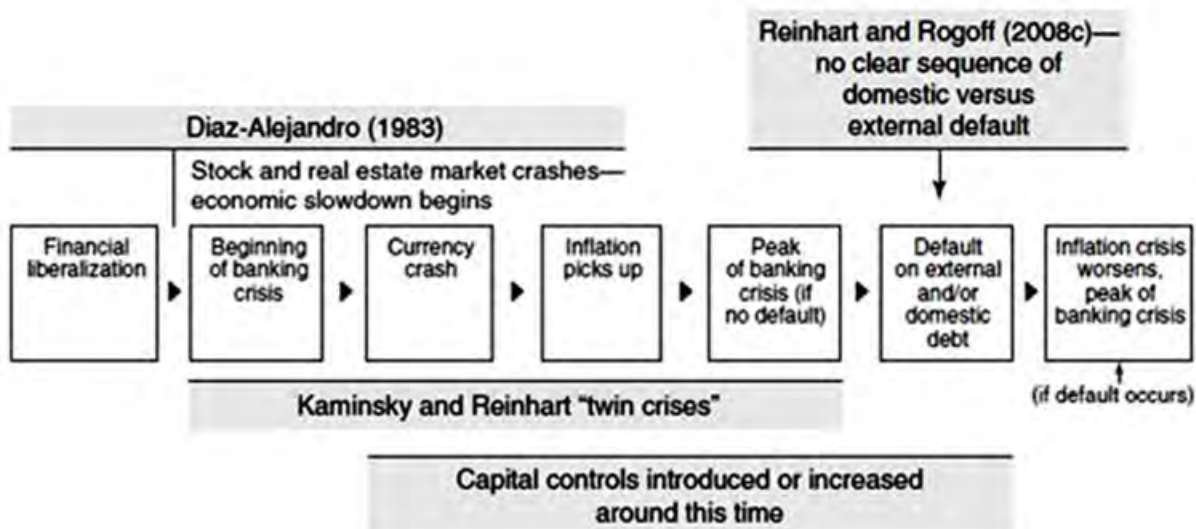 Reinhart and Rogoff (2008c)—
no clear sequence of
domestic versus
external default
Diaz-Alejandro (1983)
Stock and real estate market crashes—
economic slowdown begins
Financial
liberalization
Beginning
of banking
crisis
Currency
crash
Inflation
picks up
Peak
of banking
crisis (if
no default)
Default
on external
and/or
domestic
debt
Inflation crisis
worsens,
peak of
banking crisis
(if default occurs)
Kaminsky and Reinhart “twin crises”
Capital controls introduced or increased
around this time